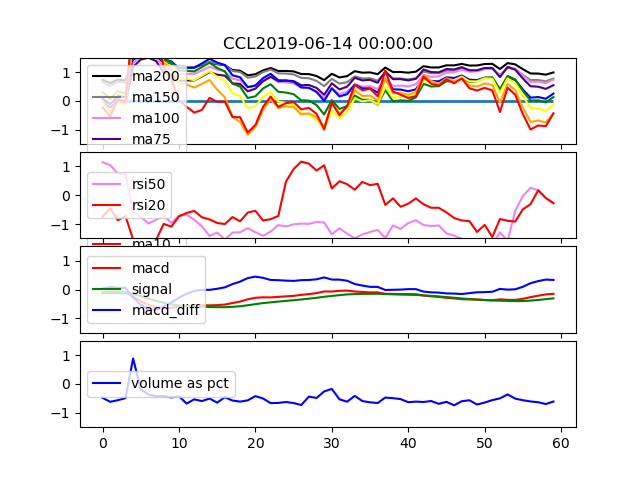 CCL2019-06-14 00:00:00
1
0
−1
ma200
ma150
ma100
ma75
1
0
−1
rsi50
rsi20
ma10
1
0
−1
macd
signal
macd_diff
1
0
−1
volume as pct
0 10 20 30 40 50 60